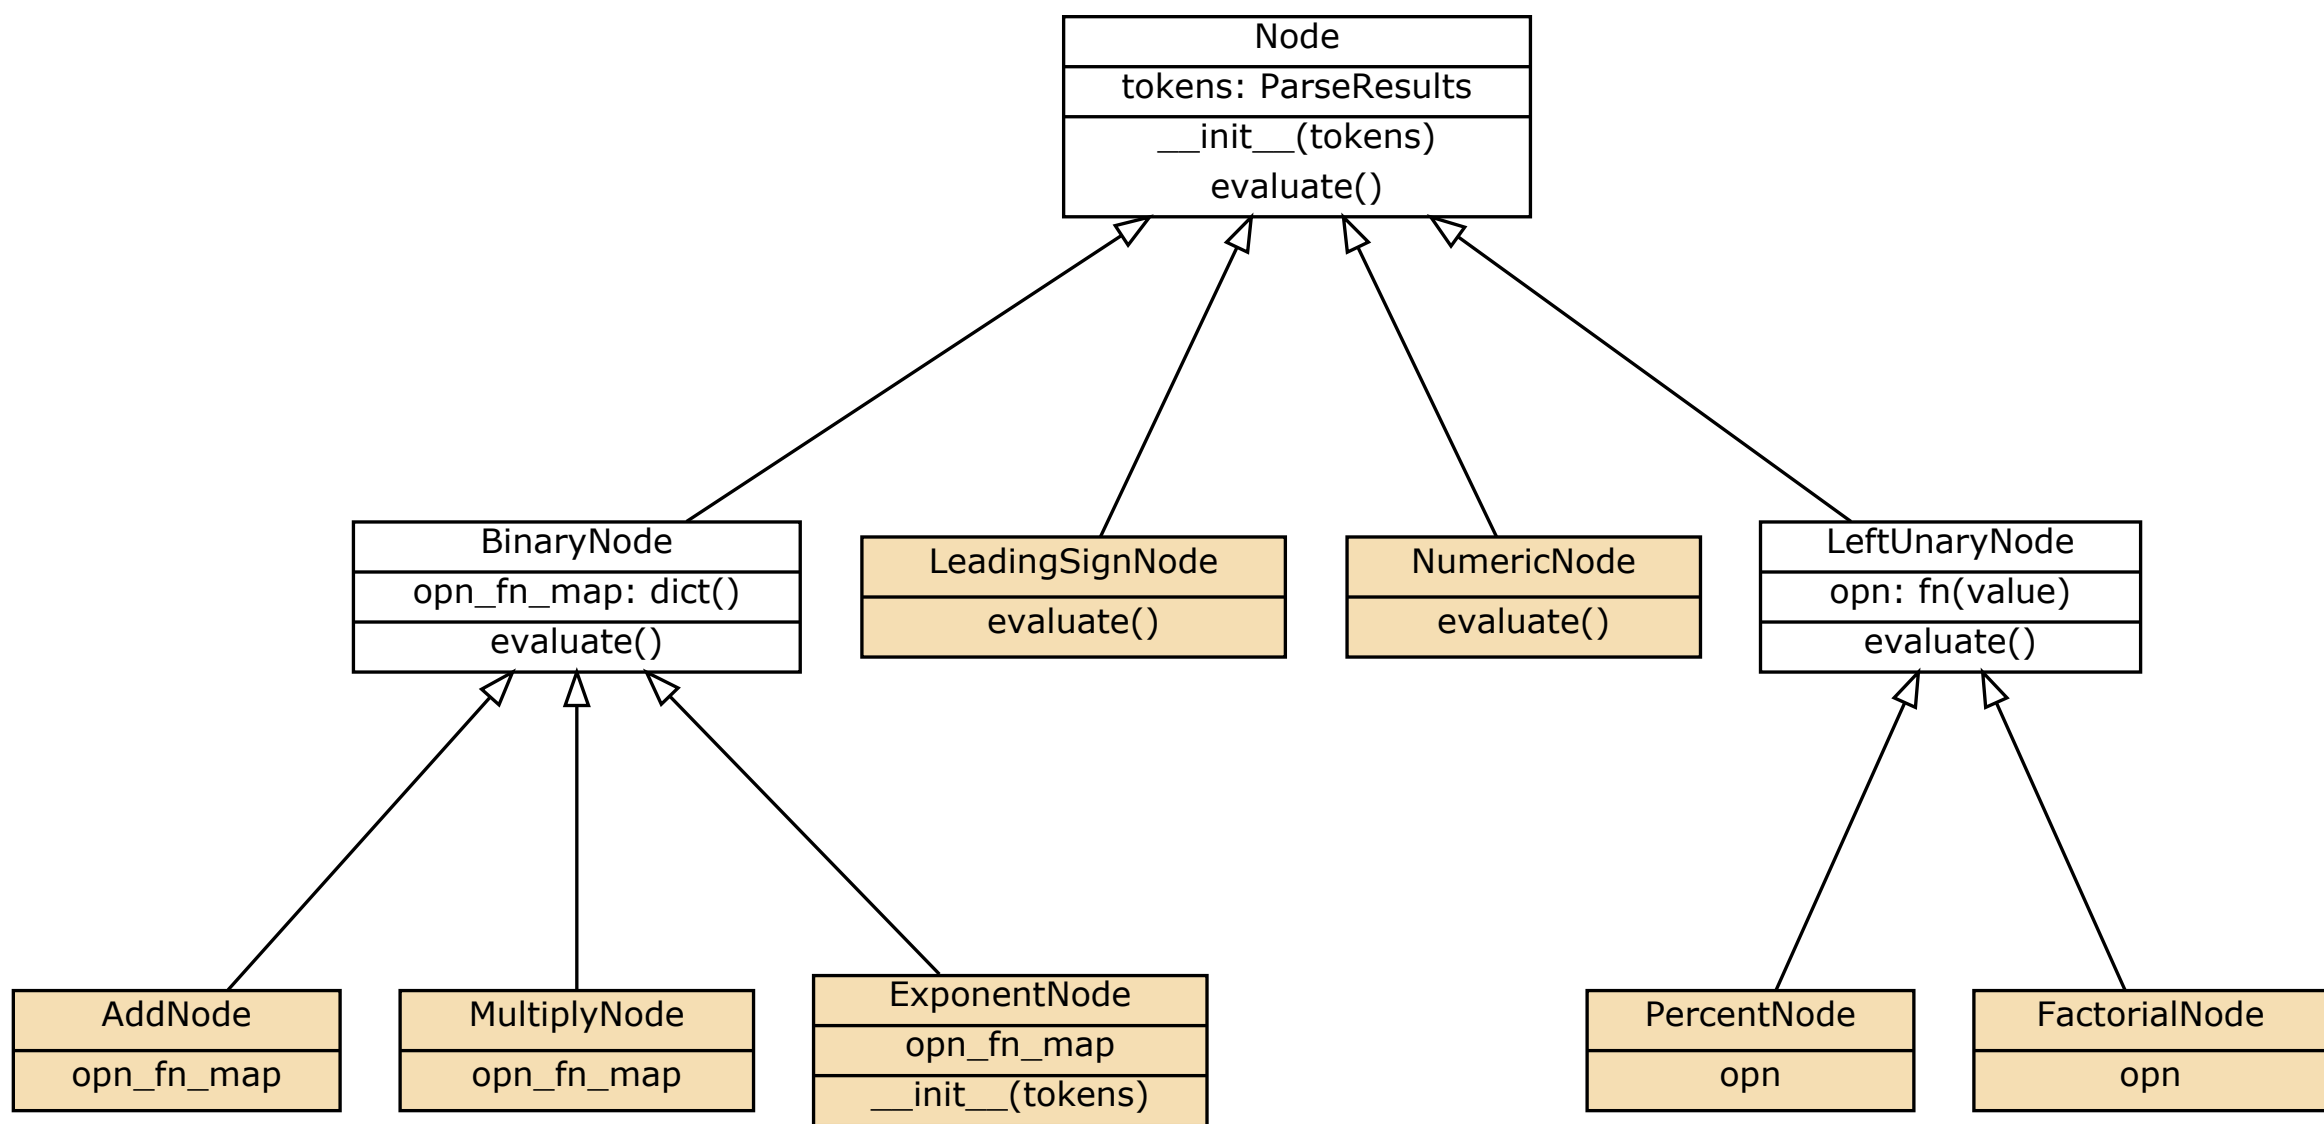 Node
tokens: ParseResults
__init__(tokens)
evaluate()
BinaryNode
opn_fn_map: dict()
evaluate()
LeadingSignNode
evaluate()
NumericNode
evaluate()
LeftUnaryNode
opn: fn(value)
evaluate()
AddNode
opn_fn_map
MultiplyNode
opn_fn_map
ExponentNode
opn_fn_map
__init__(tokens)
PercentNode
opn
FactorialNode
opn